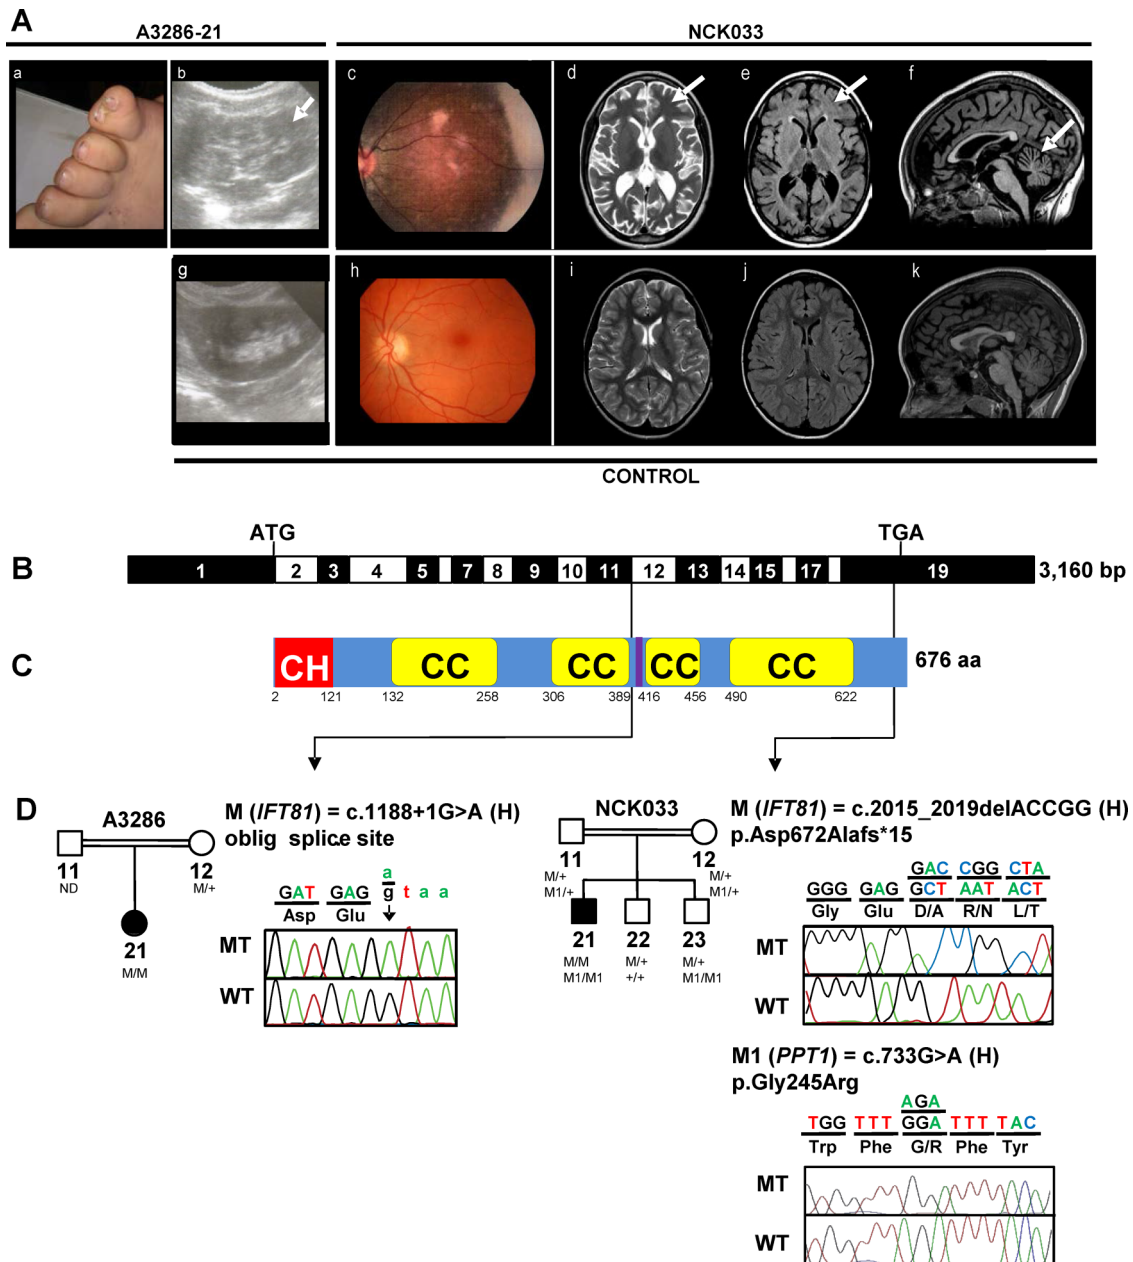 A
A3286-21
NCK033
a
b
c
d
e
f
g
h
i
j
k
CONTROL
ATG
TGA
B
1
2
3
4
5
7
8
9
10
11
12
13
14
15
17
19
3,160 bp
C
CH
CC
CC
CC
CC
676 aa
2
121
132
258
306
389
416
456
490
622
D
A3286
11
ND
12
M/+
21
M/M
M (IFT81) = c.1188+1G>A (H)
oblig splice site
a
GAT GAG g t a a
Asp Glu
MT
WT
NCK033
11
M/+
M1/+
12
M/+
M1/+
21
M/M
M1/M1
22
M/+
+/+
23
M/+
M1/M1
M (IFT81) = c.2015_2019delACCGG (H)
p.Asp672Alafs*15
GAC CGG CTA
GGG GAG GCT AAT ACT
Gly Glu D/A R/N L/T
MT
WT
M1 (PPT1) = c.733G>A (H)
p.Gly245Arg
AGA
TGG TTT GGA TTT TAC
Trp Phe G/R Phe Tyr
MT
WT